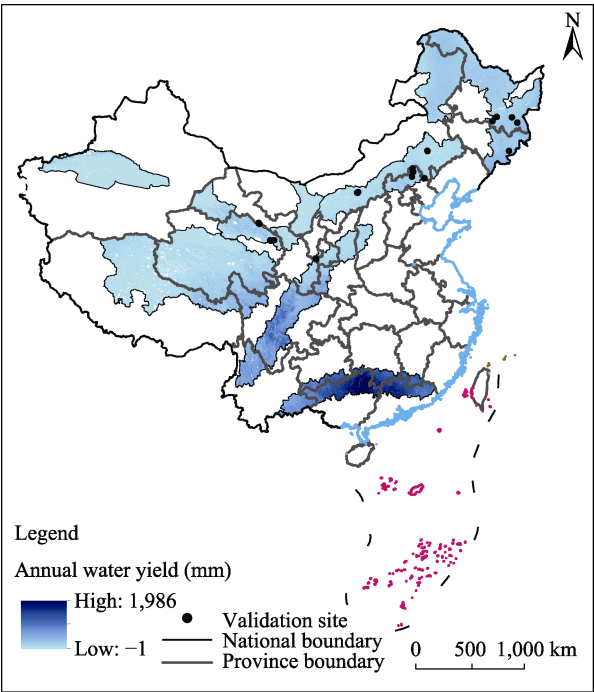 N
Legend
Annual water yield (mm)
High: 1,986
Low: −1
Validation site
National boundary
Province boundary
0 500 1,000 km